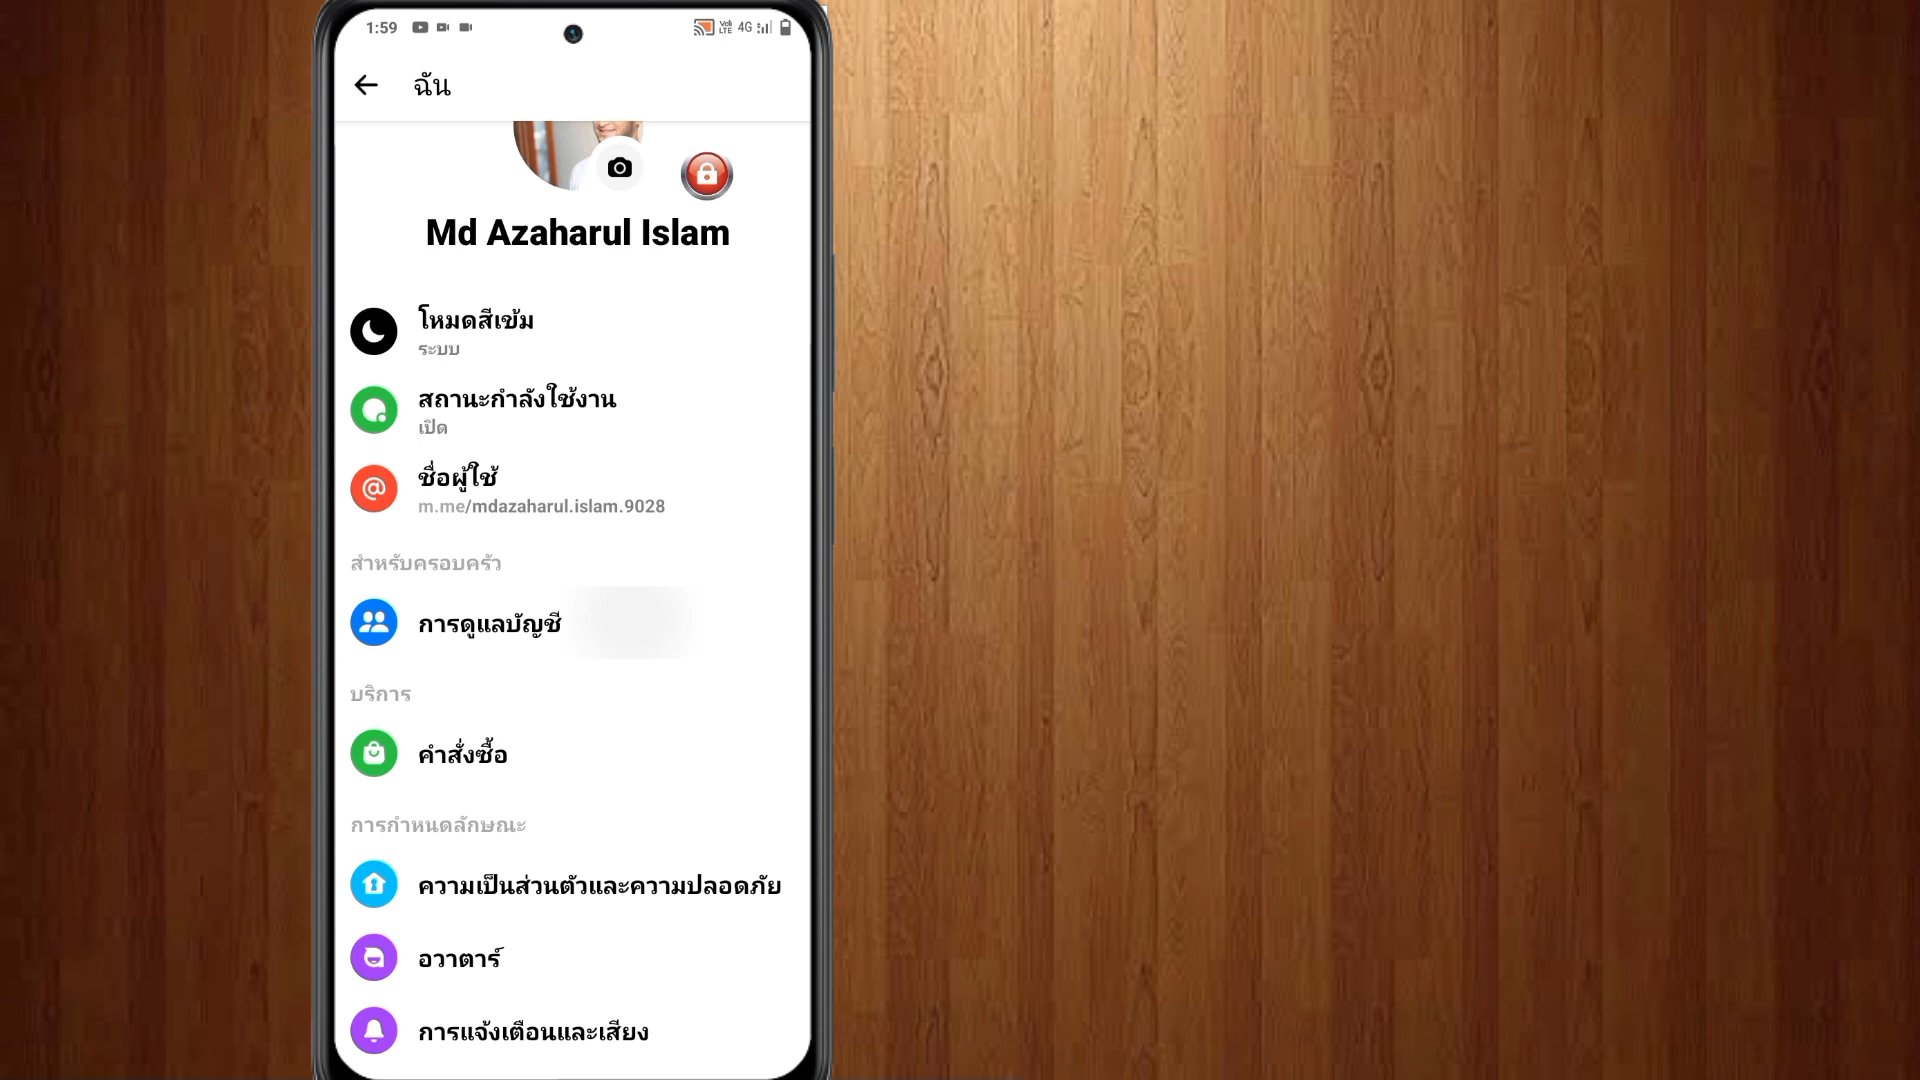 1:59
VoB LTE 4G
ฉัน
Md Azaharul Islam
โหมดสีเข้ม
ระบบ
สถานะกำลังใช้งาน
เปิด
ชื่อผู้ใช้
m.me/mdazaharul.islam.9028
สำหรับครอบครัว
การดูแลบัญชี
บริการ
คำสั่งซื้อ
การกำหนดลักษณะ
ความเป็นส่วนตัวและความปลอดภัย
อวาตาร์
การแจ้งเตือนและเสียง